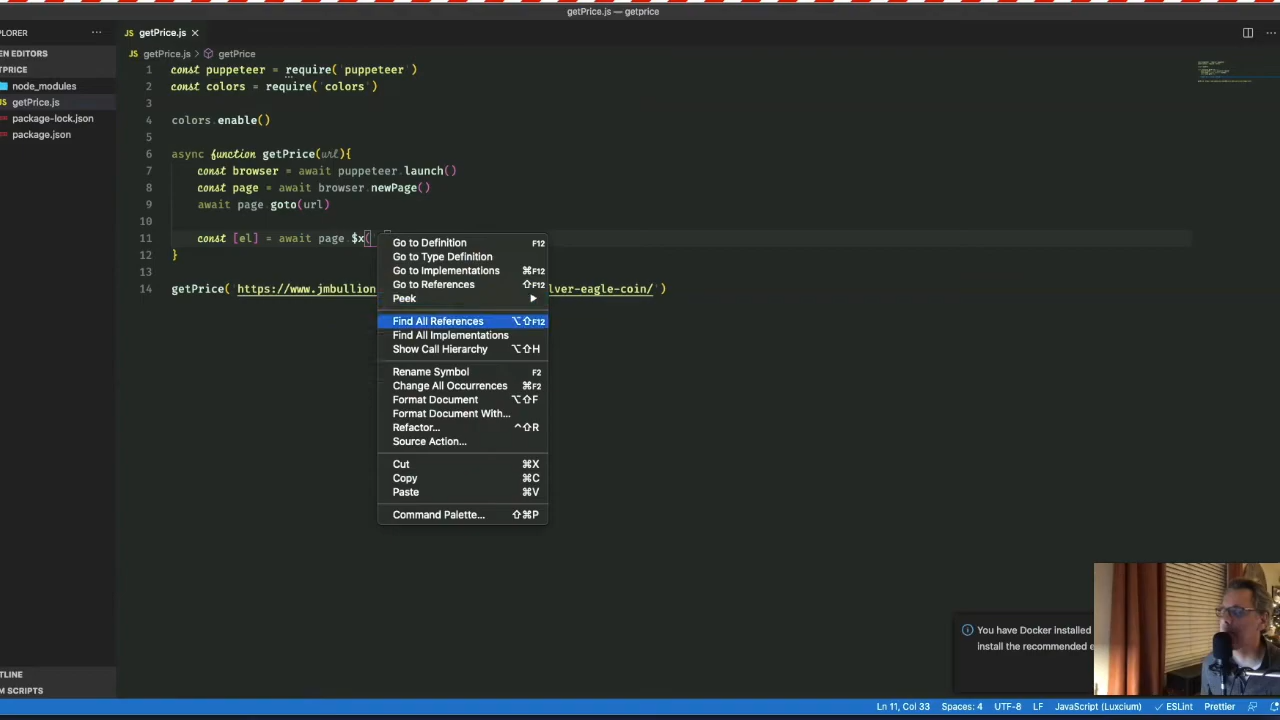 getPrice.js — getprice
PLORER
EN EDITORS
TPRICE
node_modules
getPrice.js
package-lock.json
package.json
TLINE
M SCRIPTS
JS getPrice.js ×
JS getPrice.js > getPrice
1 const puppeteer = require('puppeteer')
2 const colors = require('colors')
3
4 colors.enable()
5
6 async function getPrice(url){
7 const browser = await puppeteer.launch()
8 const page = await browser.newPage()
9 await page.goto(url)
10
11 const [el] = await page.$x(
12 }
13
14 getPrice('https://www.jmbullion lver-eagle-coin/')
Go to Definition F12
Go to Type Definition
Go to Implementations ⌘F12
Go to References ⇧F12
Peek
Find All References ⌥⇧F12
Find All Implementations
Show Call Hierarchy ⌥⇧H
Rename Symbol F2
Change All Occurrences ⌘F2
Format Document ⌥⇧F
Format Document With...
Refactor... ^⇧R
Source Action...
Cut ⌘X
Copy ⌘C
Paste ⌘V
Command Palette... ⇧⌘P
You have Docker installed
install the recommended e
Ln 11, Col 33 Spaces: 4 UTF-8 LF JavaScript (Luxcium) ✓ ESLint Prettier